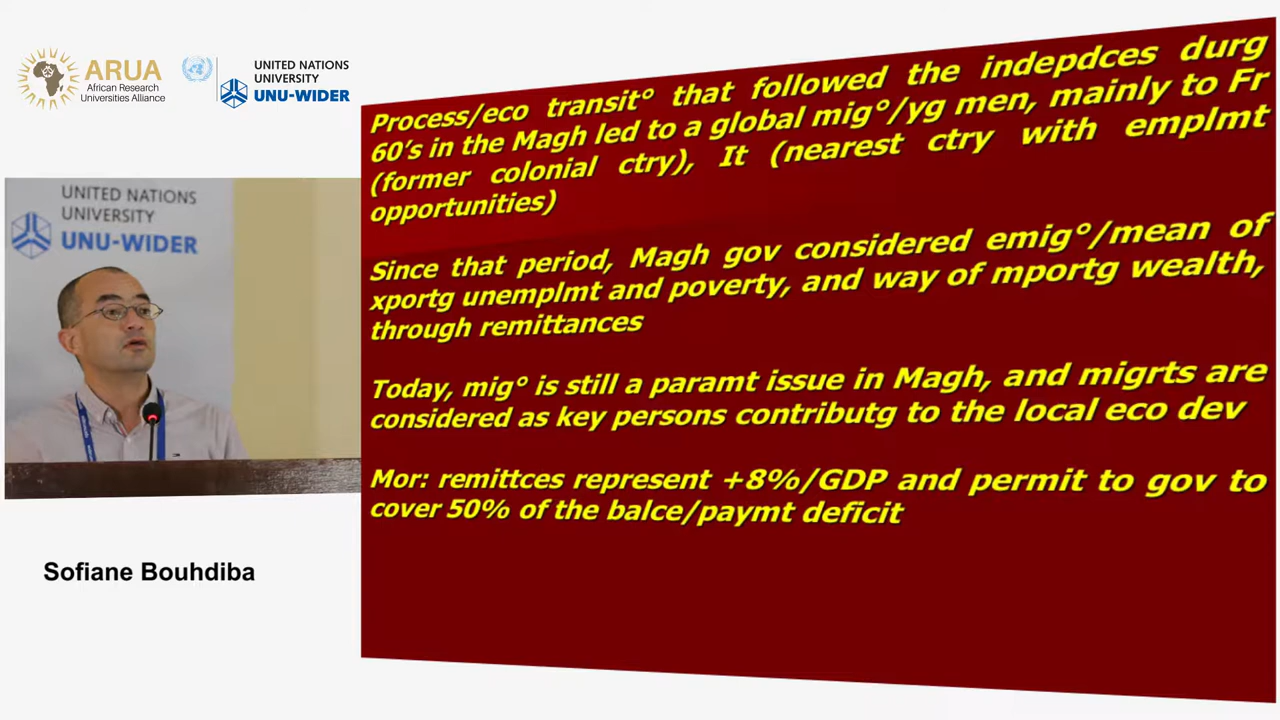 ARUA
African Research
Universities Alliance
UNITED NATIONS
UNIVERSITY
UNU-WIDER
UNITED NATIONS
UNIVERSITY
UNU-WIDER
Sofiane Bouhdiba
Process/eco transit° that followed the indepdces durg
60's in the Magh led to a global mig°/yg men, mainly to Fr
(former colonial ctry), It (nearest ctry with emplmt
opportunities)
Since that period, Magh gov considered emig°/mean of
xportg unemplmt and poverty, and way of mportg wealth,
through remittances
Today, mig° is still a paramt issue in Magh, and migrts are
considered as key persons contributg to the local eco dev
Mor: remittces represent +8%/GDP and permit to gov to
cover 50% of the balce/paymt deficit